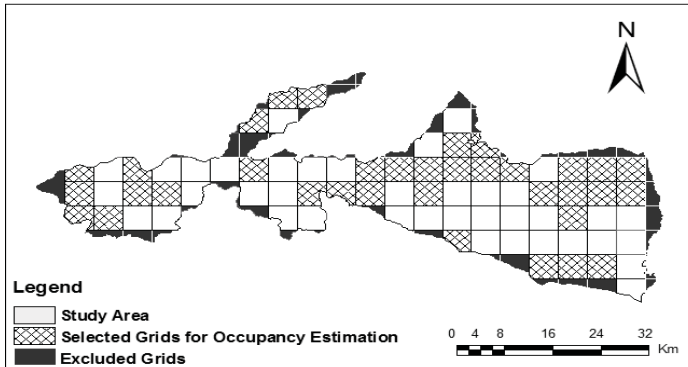 N
Legend
Study Area
Selected Grids for Occupancy Estimation
Excluded Grids
0 4 8 16 24 32
Km